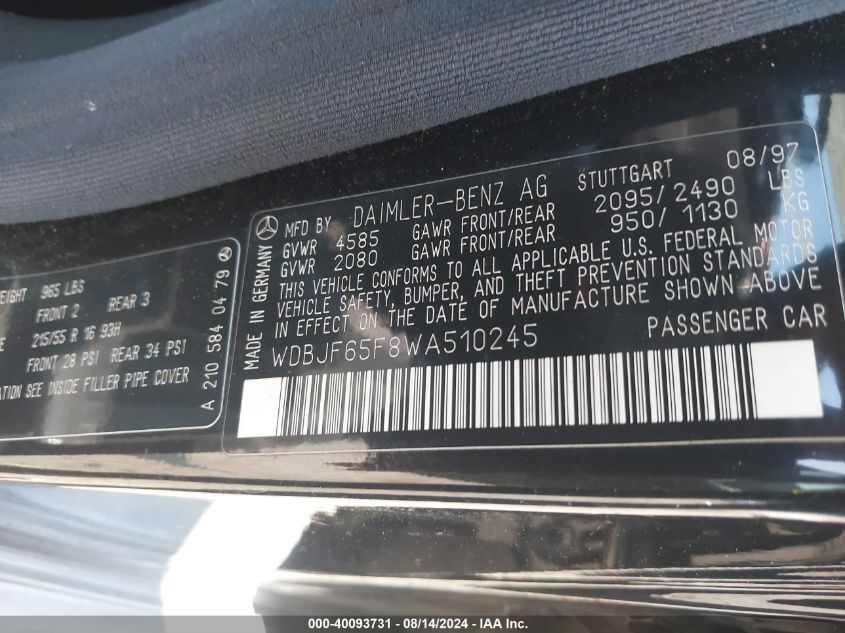 EIGHT 965 LBS
FRONT 2 REAR 3
E 215/55 R 16 93H
FRONT 28 PSI REAR 34 PSI
ATION SEE INSIDE FILLER PIPE COVER
A 210 584 04 79
MADE IN GERMANY
MFD BY DAIMLER-BENZ AG STUTTGART 08/97
GVWR 4585 GAWR FRONT/REAR 2095/2490 LBS
GVWR 2080 GAWR FRONT/REAR 950/1130 KG
THIS VEHICLE CONFORMS TO ALL APPLICABLE U.S. FEDERAL MOTOR
VEHICLE SAFETY, BUMPER, AND THEFT PREVENTION STANDARDS
IN EFFECT ON THE DATE OF MANUFACTURE SHOWN ABOVE
WDBJF65F8WA510245 PASSENGER CAR
000-40093731 - 08/14/2024 - IAA Inc.